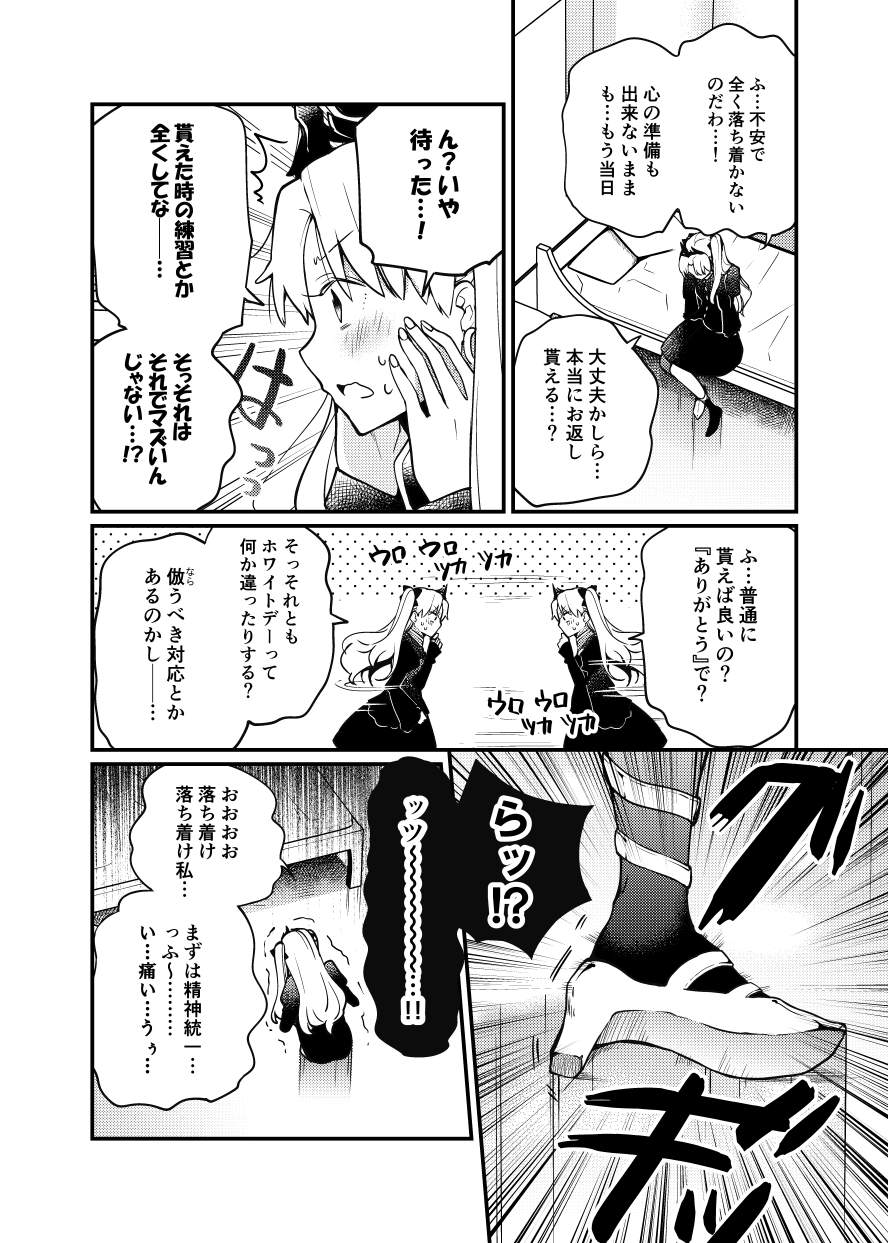 ふ…不安で
全く落ち着かない
のだわ…！
心の準備も
出来ないまま
も…もう当日
大丈夫かしら…
本当にお返し
貰える…？
ん？いや
待った…！
貰えた時の練習とか
全くしてな──…
そっそれは
それでマズいん
じゃない…!?
はっっ
ふ…普通に
貰えば良いの？
『ありがとう』で？
ウロ ウロ
ツカ ツカ
ウロ ウロ
ツカ ツカ
そっそれとも
ホワイトデーって
何か違ったりする？
倣うべき対応とか
なら
あるのかし──…
らッ!?
ズギッ
ッツ〜〜〜〜〜〜…!!
おおおお
落ち着け
落ち着け私…
まずは精神統一…
っふ〜………
い…痛い…うぅ…